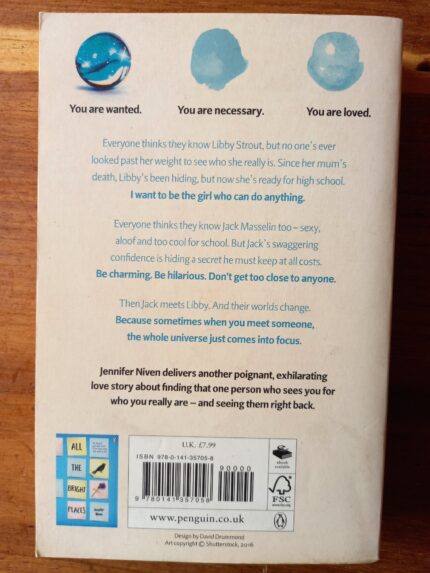 You are wanted.
You are necessary.
You are loved.
Everyone thinks they know Libby Strout, but no one's ever
looked past her weight to see who she really is. Since her mum's
death, Libby's been hiding, but now she's ready for high school.
I want to be the girl who can do anything.
Everyone thinks they know Jack Masselin too – sexy,
aloof and too cool for school. But Jack's swaggering
confidence is hiding a secret he must keep at all costs.
Be charming. Be hilarious. Don't get too close to anyone.
Then Jack meets Libby. And their worlds change.
Because sometimes when you meet someone,
the whole universe just comes into focus.
Jennifer Niven delivers another poignant, exhilarating
love story about finding that one person who sees you for
who you really are – and seeing them right back.
ALL
THE
BRIGHT
PLACES
U.K. £7.99
ISBN 978-0-141-35705-8
90000
9 780141 357058
www.penguin.co.uk
ebook
available
FSC
Design by David Drummond
Art copyright © Shutterstock, 2016